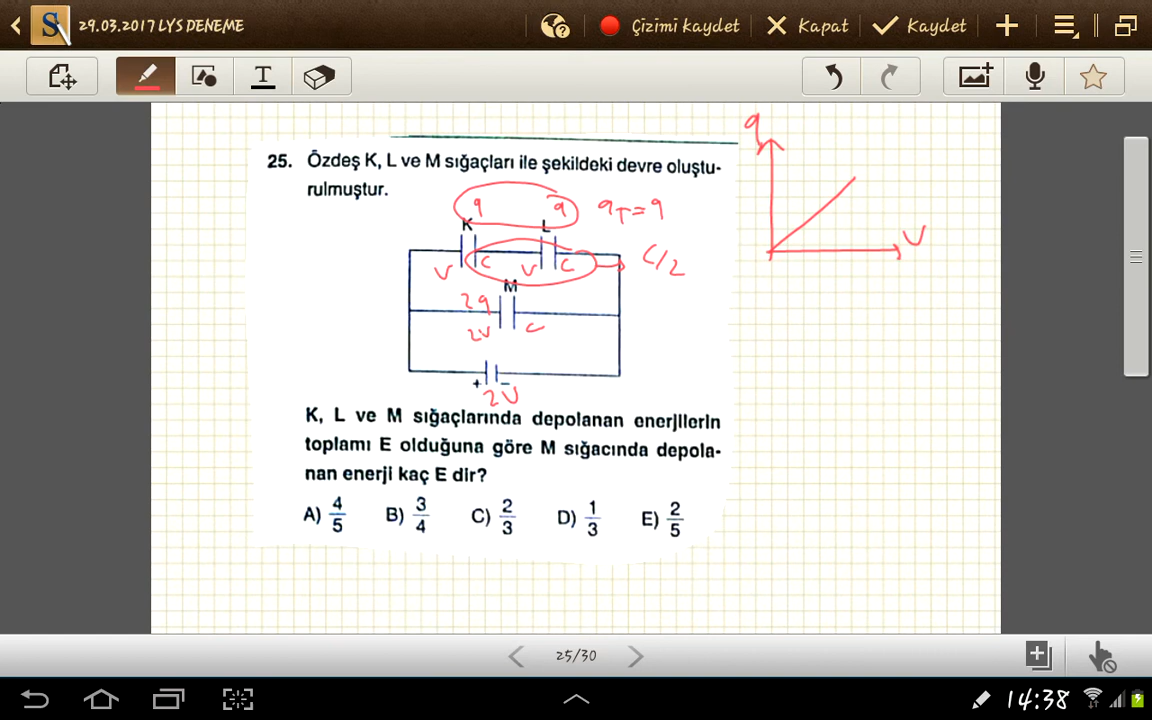 29.03.2017 LYS DENEME
Çizimi kaydet
Kapat
Kaydet
25. Özdeş K, L ve M sığaçları ile şekildeki devre oluştu-
rulmuştur.
q q qT=q
K L
V C V C C/2
M
2q
2V C
+ -
2V
q
V
K, L ve M sığaçlarında depolanan enerjilerin
toplamı E olduğuna göre M sığacında depola-
nan enerji kaç E dir?
A) 4/5 B) 3/4 C) 2/3 D) 1/3 E) 2/5
25/30
14:38